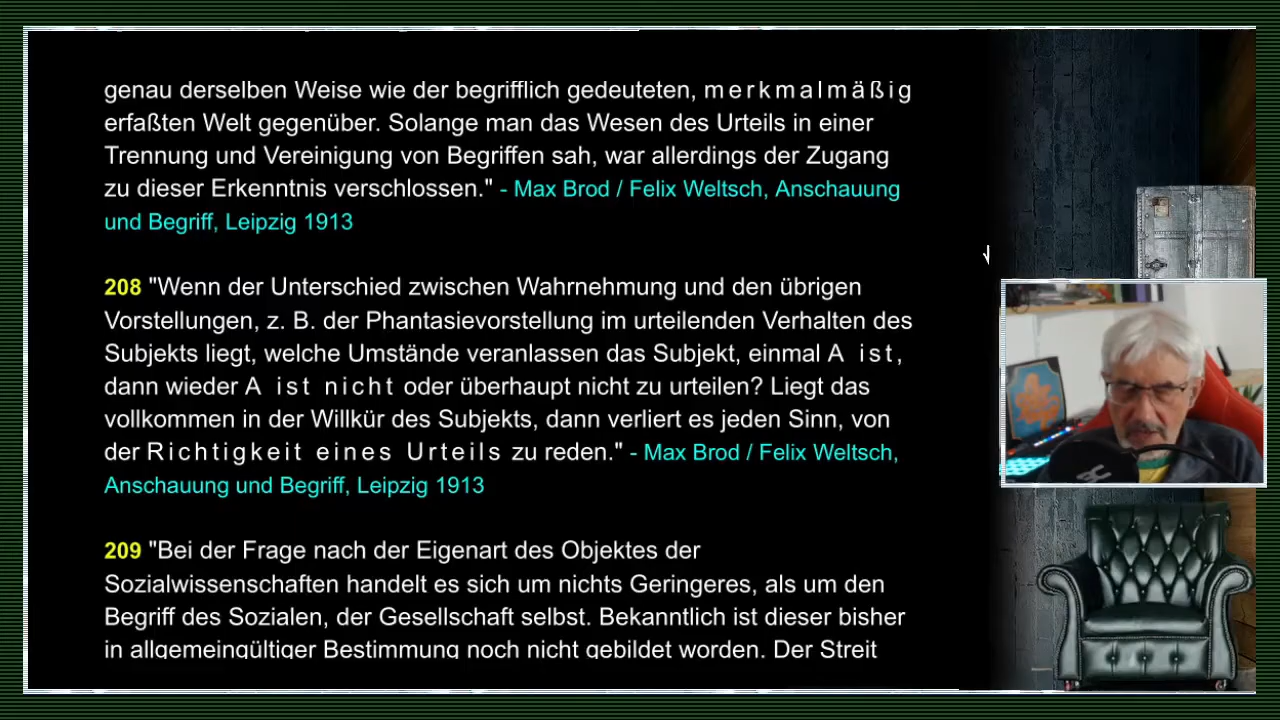 genau derselben Weise wie der begrifflich gedeuteten, m e r k m a l m ä ß i g
erfaßten Welt gegenüber. Solange man das Wesen des Urteils in einer
Trennung und Vereinigung von Begriffen sah, war allerdings der Zugang
zu dieser Erkenntnis verschlossen." - Max Brod / Felix Weltsch, Anschauung
und Begriff, Leipzig 1913
208 "Wenn der Unterschied zwischen Wahrnehmung und den übrigen
Vorstellungen, z. B. der Phantasievorstellung im urteilenden Verhalten des
Subjekts liegt, welche Umstände veranlassen das Subjekt, einmal A i s t ,
dann wieder A i s t n i c h t oder überhaupt nicht zu urteilen? Liegt das
vollkommen in der Willkür des Subjekts, dann verliert es jeden Sinn, von
der R i c h t i g k e i t e i n e s U r t e i l s zu reden." - Max Brod / Felix Weltsch,
Anschauung und Begriff, Leipzig 1913
209 "Bei der Frage nach der Eigenart des Objektes der
Sozialwissenschaften handelt es sich um nichts Geringeres, als um den
Begriff des Sozialen, der Gesellschaft selbst. Bekanntlich ist dieser bisher
in allgemeingültiger Bestimmung noch nicht gebildet worden. Der Streit